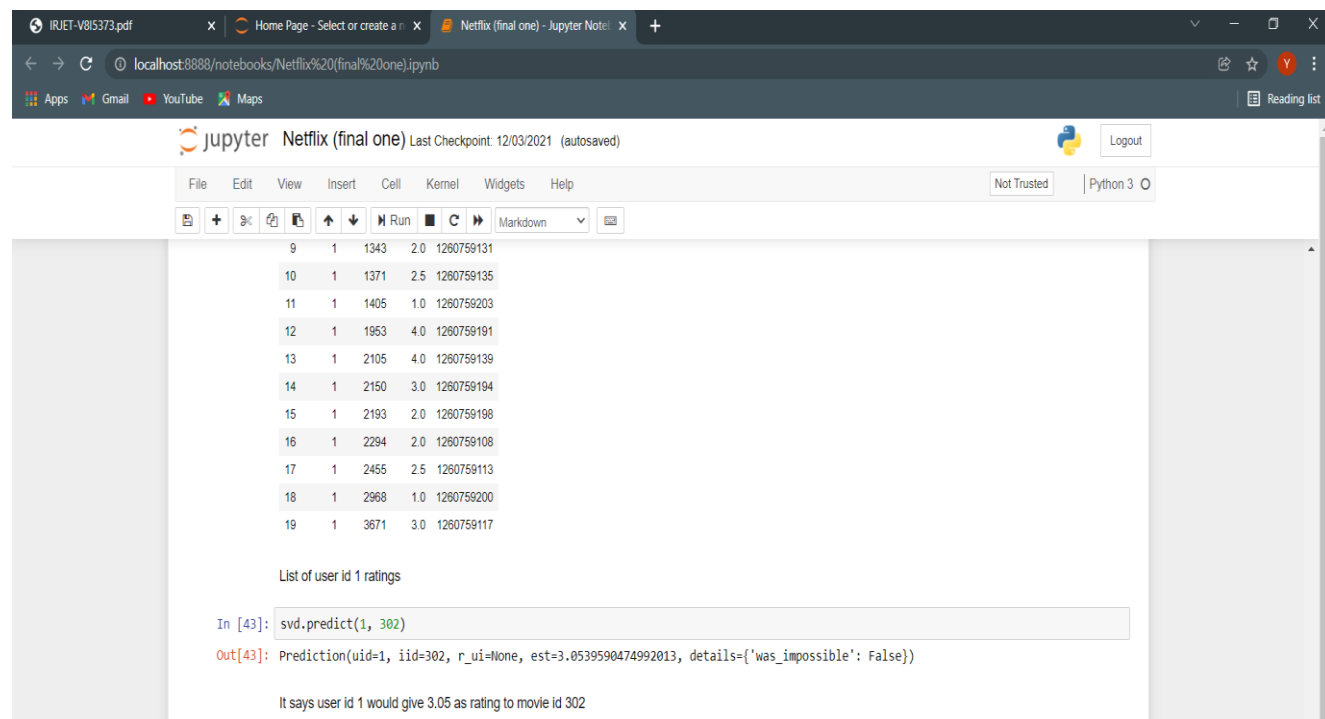 IRJET-V8I5373.pdf
Home Page - Select or create a n
Netflix (final one) - Jupyter Note
localhost:8888/notebooks/Netflix%20(final%20one).ipynb
Y
Apps Gmail YouTube Maps Reading list
jupyter Netflix (final one) Last Checkpoint: 12/03/2021 (autosaved) Logout
File Edit View Insert Cell Kernel Widgets Help Not Trusted Python 3
Run Markdown
9 1 1343 2.0 1260759131
10 1 1371 2.5 1260759135
11 1 1405 1.0 1260759203
12 1 1953 4.0 1260759191
13 1 2105 4.0 1260759139
14 1 2150 3.0 1260759194
15 1 2193 2.0 1260759198
16 1 2294 2.0 1260759108
17 1 2455 2.5 1260759113
18 1 2968 1.0 1260759200
19 1 3671 3.0 1260759117
List of user id 1 ratings
In [43]: svd.predict(1, 302)
Out[43]: Prediction(uid=1, iid=302, r_ui=None, est=3.0539590474992013, details={'was_impossible': False})
It says user id 1 would give 3.05 as rating to movie id 302